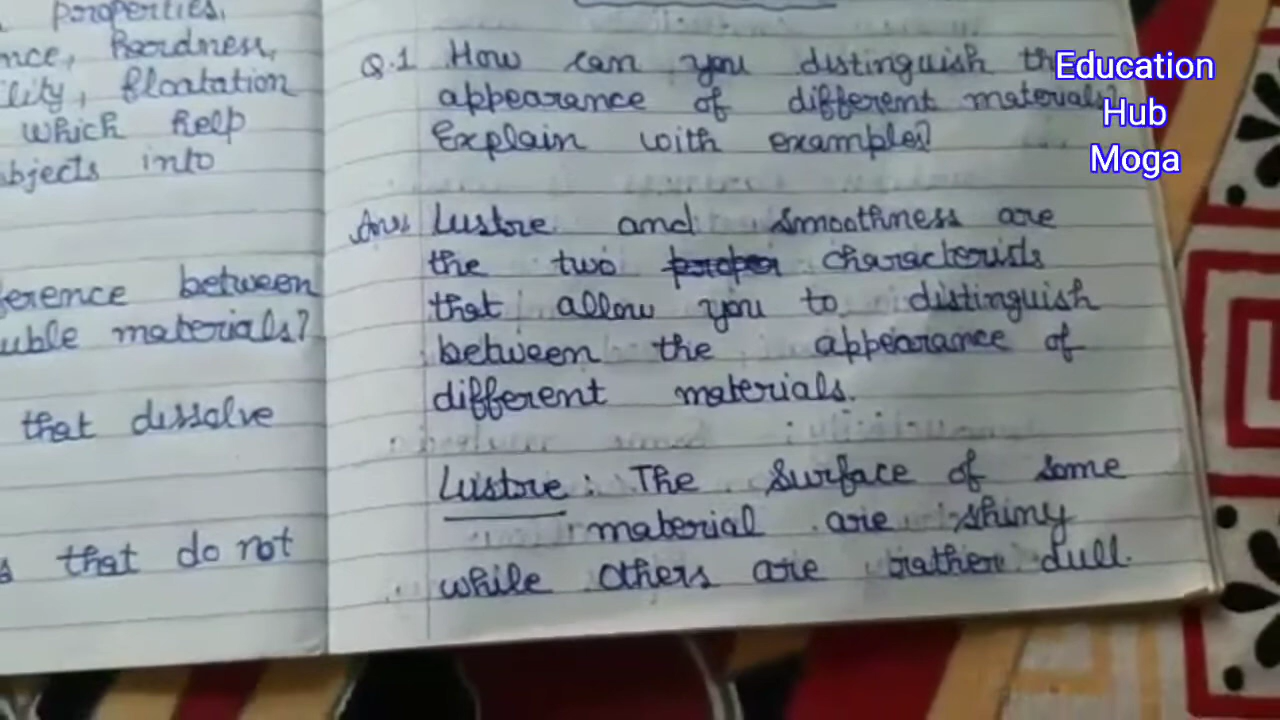 properties,
nce, Hardness,
ility, floatation
which help
bjects into
ference between
uble materials?
that dissolve
s that do not
Q.1 How can you distinguish the
appearance of different materials?
Explain with examples?
Ans Lustre and smoothness are
the two characterists
that allow you to distinguish
between the appearance of
different materials.
Lustre : The surface of some
material are shiny
while others are rather dull.
Education
Hub
Moga